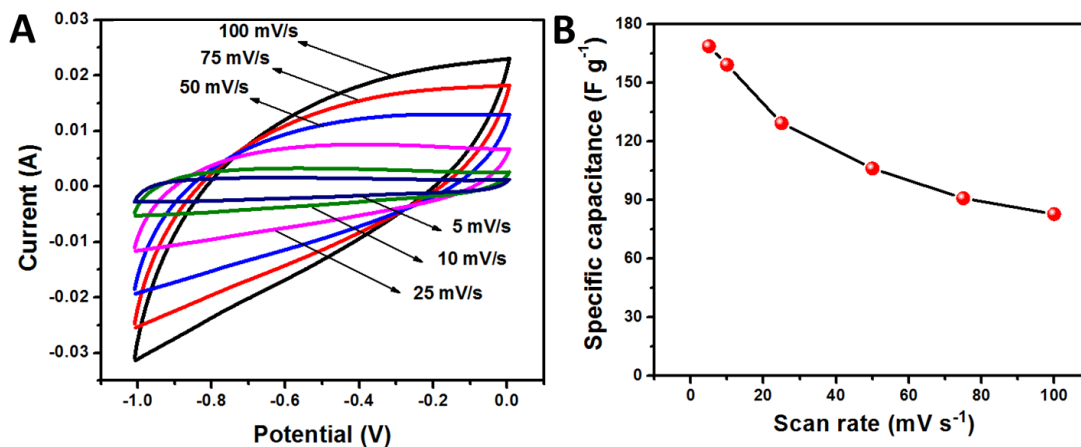 A
0.03
0.02
0.01
0.00
-0.01
-0.02
-0.03
Current (A)
100 mV/s
75 mV/s
50 mV/s
5 mV/s
10 mV/s
25 mV/s
-1.0
-0.8
-0.6
-0.4
-0.2
0.0
Potential (V)
B
180
150
120
90
60
30
0
Specific capacitance (F g⁻¹)
0
20
40
60
80
100
Scan rate (mV s⁻¹)